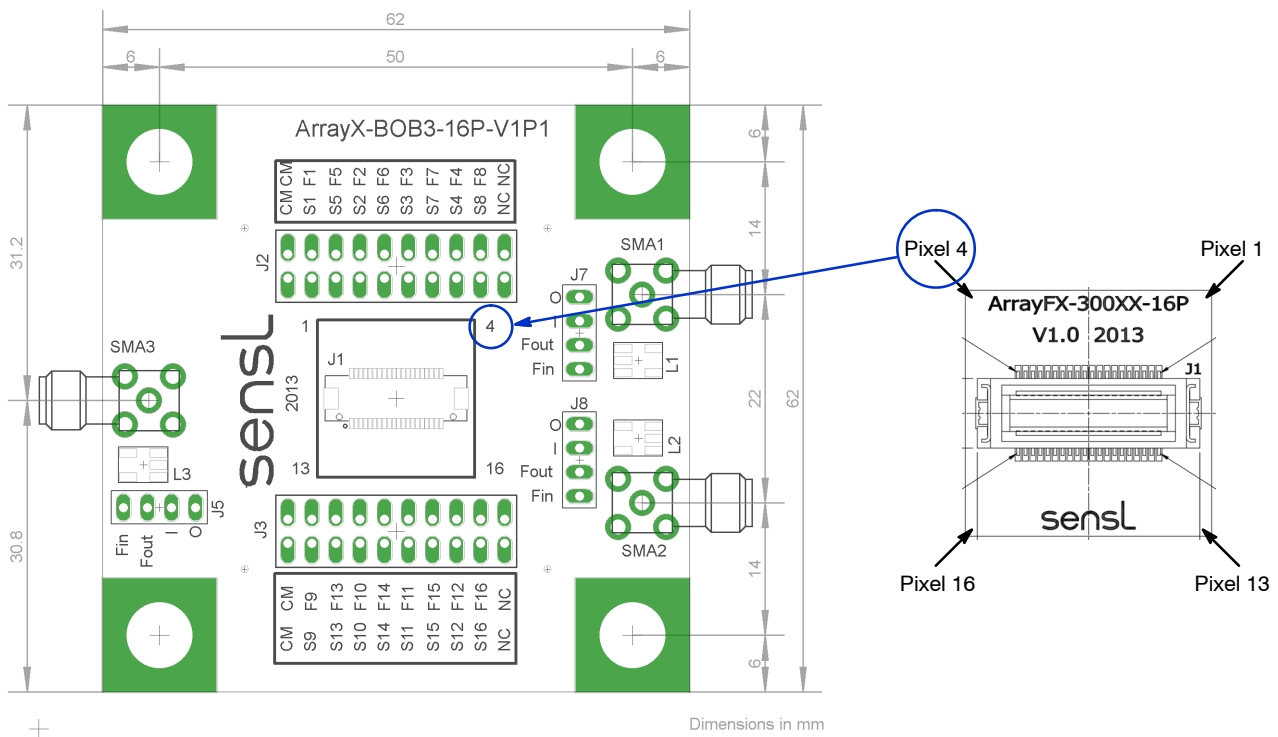 62
6
50
6
ArrayX-BOB3-16P-V1P1
CM CM
S1 F1
S5 F5
S2 F2
S6 F6
S3 F3
S7 F7
S4 F4
S8 F8
NC NC
J2
31.2
30.8
6
14
22
14
6
62
SMA1
J7
O
I
Fout
Fin
L1
1
4
J1
13
16
sensL
2013
SMA3
L3
J5
Fin
Fout
I
O
J8
O
I
Fout
Fin
L2
SMA2
J3
CM CM
S9 F9
S13 F13
S10 F10
S14 F14
S11 F11
S15 F15
S12 F12
S16 F16
NC NC
Dimensions in mm
Pixel 4
Pixel 1
ArrayFX-300XX-16P
V1.0 2013
J1
sensL
Pixel 16
Pixel 13